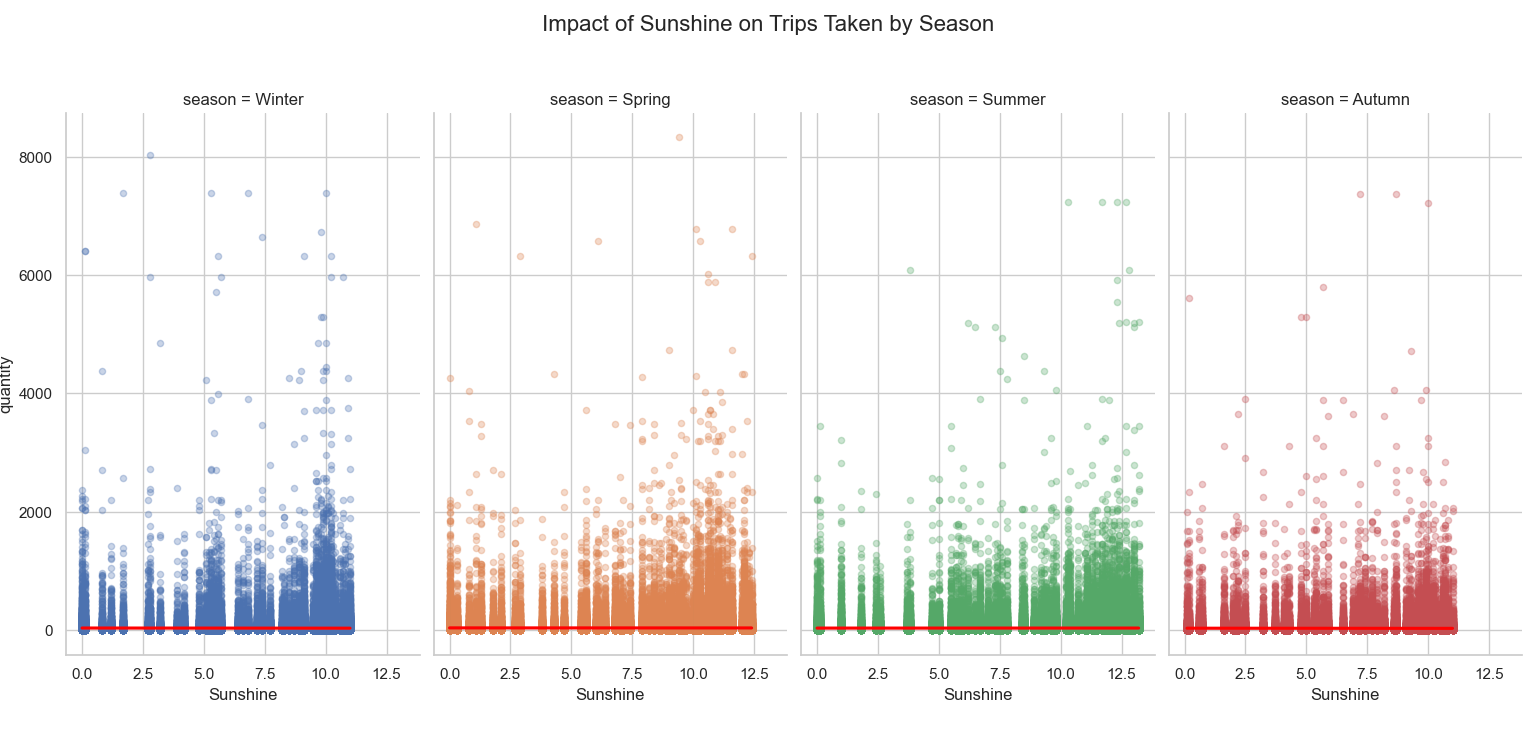 Impact of Sunshine on Trips Taken by Season
season = Winter
season = Spring
season = Summer
season = Autumn
quantity
8000
6000
4000
2000
0
0.0 2.5 5.0 7.5 10.0 12.5
0.0 2.5 5.0 7.5 10.0 12.5
0.0 2.5 5.0 7.5 10.0 12.5
0.0 2.5 5.0 7.5 10.0 12.5
Sunshine
Sunshine
Sunshine
Sunshine